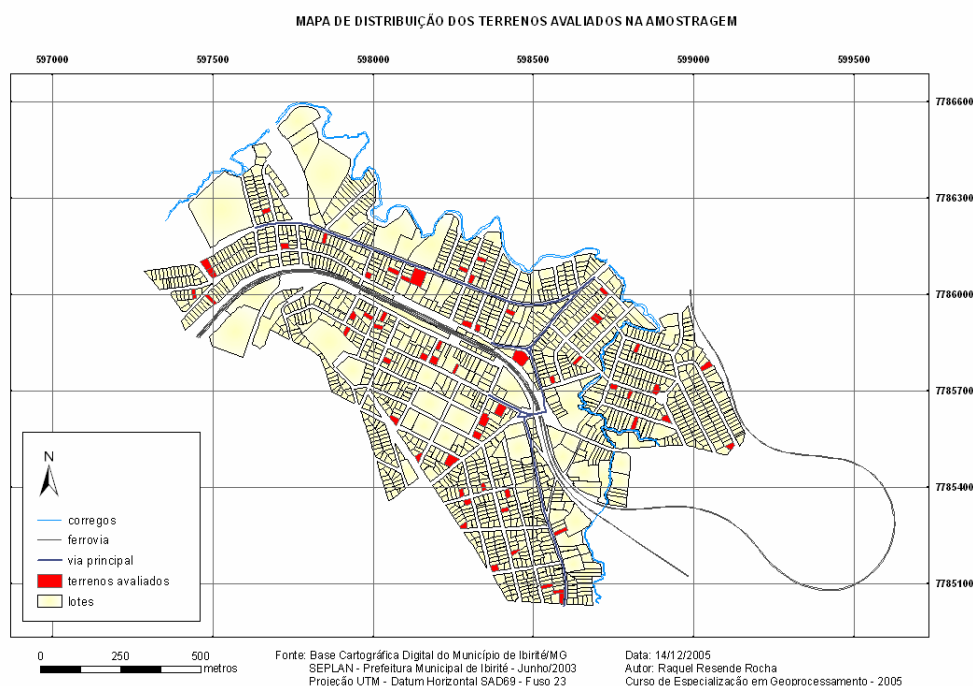 MAPA DE DISTRIBUIÇÃO DOS TERRENOS AVALIADOS NA AMOSTRAGEM
597000 597500 598000 598500 599000 599500
7786600
7786300
7786000
7785700
7785400
7785100
N
corregos
ferrovia
via principal
terrenos avaliados
lotes
0 250 500
metros
Fonte: Base Cartográfica Digital do Município de Ibirité/MG
SEPLAN - Prefeitura Municipal de Ibirité - Junho/2003
Projeção UTM - Datum Horizontal SAD69 - Fuso 23
Data: 14/12/2005
Autor: Raquel Resende Rocha
Curso de Especialização em Geoprocessamento - 2005